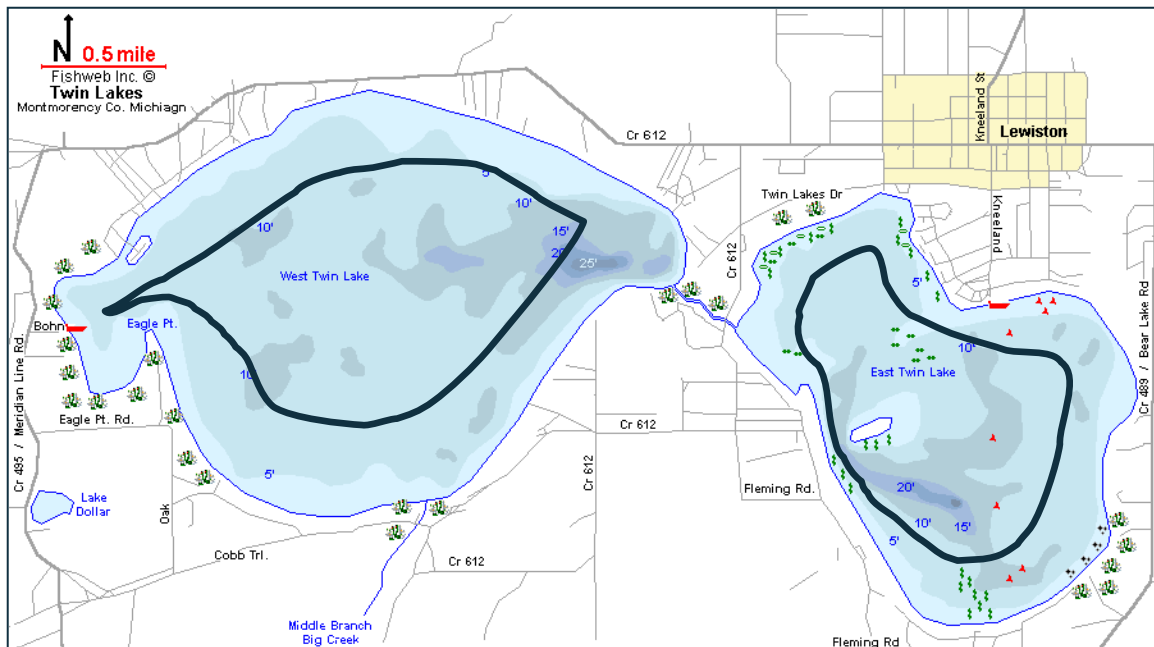 N 0.5 mile
Fishweb Inc. ©
Twin Lakes
Montmorency Co. Michiagn
Cr 612
Kneeland St
Lewiston
Twin Lakes Dr
Kneeland
5'
10'
10'
15'
20'
25'
West Twin Lake
Cr 612
5'
Bohn
Eagle Pt.
10'
East Twin Lake
Cr 489 / Bear Lake Rd
Cr 495 / Meridian Line Rd.
Eagle Pt. Rd.
Cr 612
Cr 612
5'
Fleming Rd.
20'
10'
15'
5'
Lake
Dollar
Oak
Cobb Trl.
Cr 612
Middle Branch
Big Creek
Fleming Rd